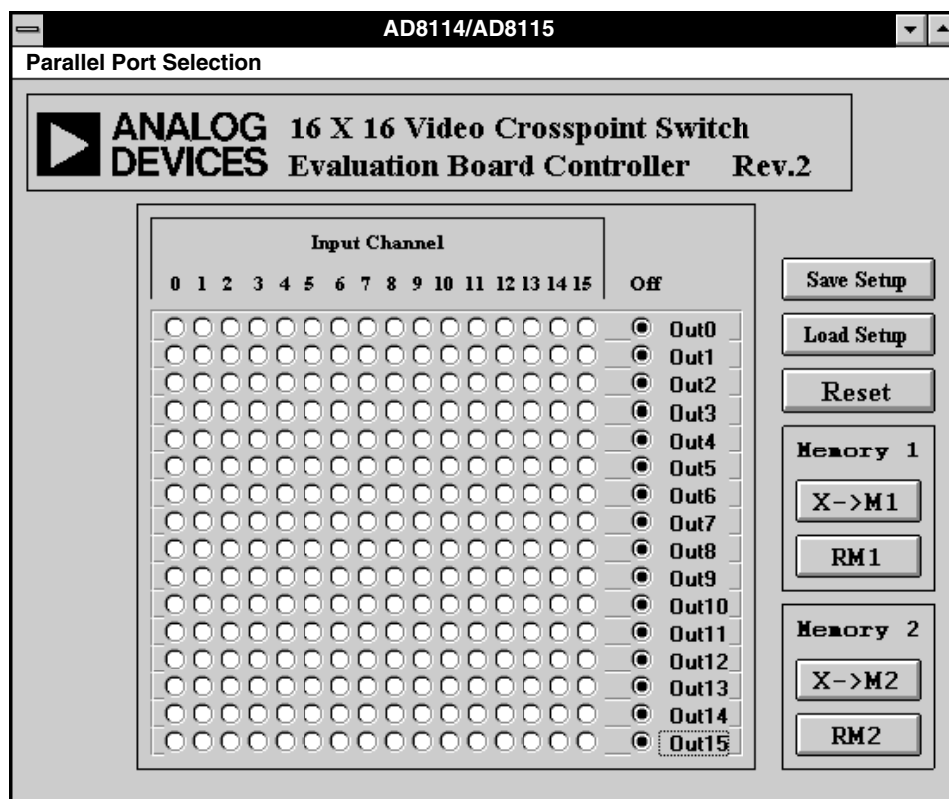 AD8114/AD8115
Parallel Port Selection
ANALOG DEVICES
16 X 16 Video Crosspoint Switch
Evaluation Board Controller Rev.2
Input Channel
0 1 2 3 4 5 6 7 8 9 10 11 12 13 14 15 Off
Out0
Out1
Out2
Out3
Out4
Out5
Out6
Out7
Out8
Out9
Out10
Out11
Out12
Out13
Out14
Out15
Save Setup
Load Setup
Reset
Memory 1
X->M1
RM1
Memory 2
X->M2
RM2